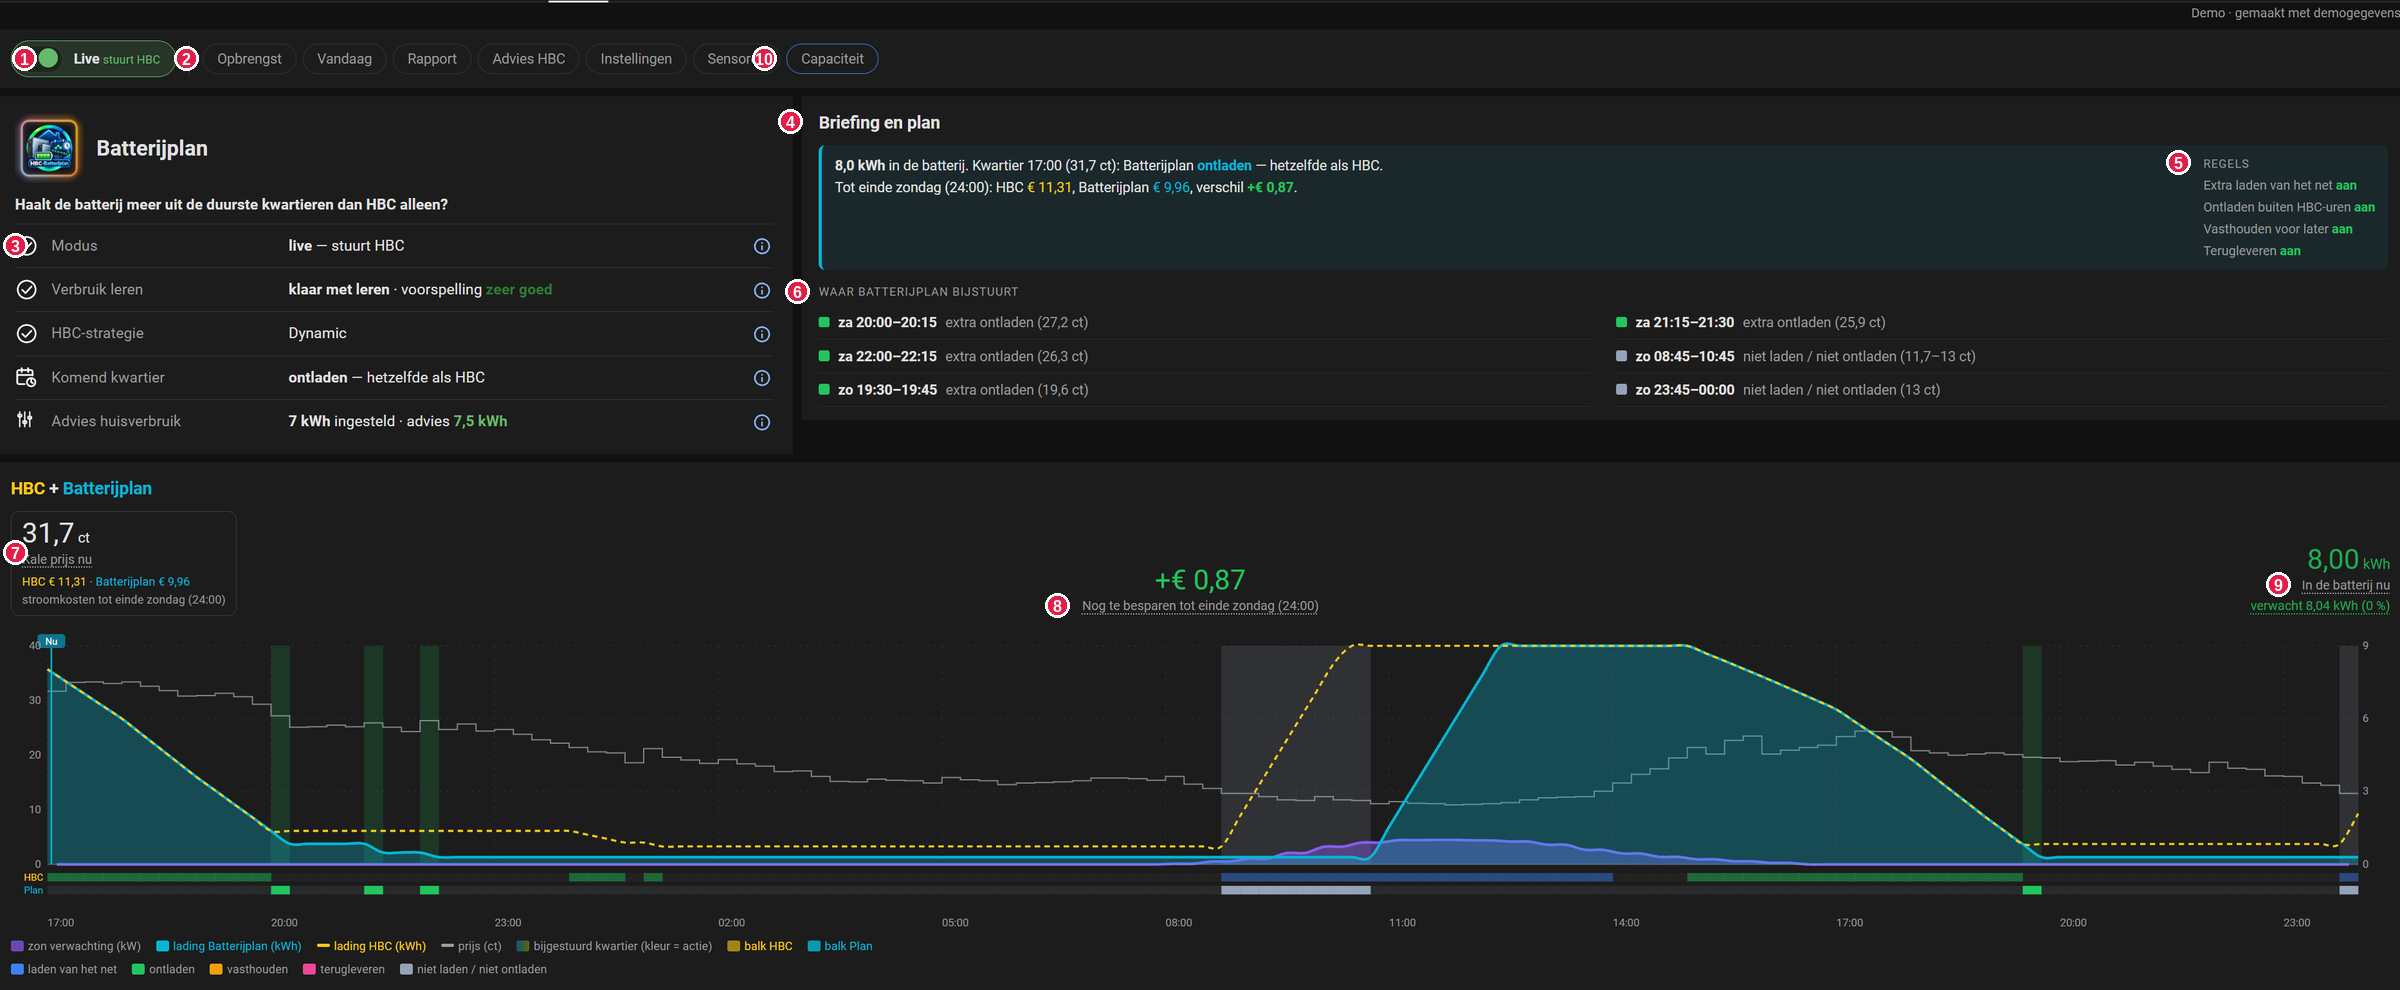 Demo · gemaakt met demogegevens
1 Live stuurt HBC 2 Opbrengst Vandaag Rapport Advies HBC Instellingen Sensor 10 Capaciteit
Batterijplan
Haalt de batterij meer uit de duurste kwartieren dan HBC alleen?
3 Modus live — stuurt HBC
Verbruik leren klaar met leren · voorspelling zeer goed
HBC-strategie Dynamic
Komend kwartier ontladen — hetzelfde als HBC
Advies huisverbruik 7 kWh ingesteld · advies 7,5 kWh
4 Briefing en plan
8,0 kWh in de batterij. Kwartier 17:00 (31,7 ct): Batterijplan ontladen — hetzelfde als HBC.
Tot einde zondag (24:00): HBC € 11,31, Batterijplan € 9,96, verschil +€ 0,87.
5 REGELS
Extra laden van het net aan
Ontladen buiten HBC-uren aan
Vasthouden voor later aan
Terugleveren aan
6 WAAR BATTERIJPLAN BIJSTUURT
za 20:00–20:15 extra ontladen (27,2 ct)
za 21:15–21:30 extra ontladen (25,9 ct)
za 22:00–22:15 extra ontladen (26,3 ct)
zo 08:45–10:45 niet laden / niet ontladen (11,7–13 ct)
zo 19:30–19:45 extra ontladen (19,6 ct)
zo 23:45–00:00 niet laden / niet ontladen (13 ct)
HBC + Batterijplan
31,7 ct
7 Kale prijs nu
HBC € 11,31 · Batterijplan € 9,96
stroomkosten tot einde zondag (24:00)
+€ 0,87
8 Nog te besparen tot einde zondag (24:00)
8,00 kWh
9 In de batterij nu
verwacht 8,04 kWh (0 %)
Nu
40 9
30
6
20
3
10
0 0
HBC
Plan
17:00 20:00 23:00 02:00 05:00 08:00 11:00 14:00 17:00 20:00 23:00
zon verwachting (kW) lading Batterijplan (kWh) lading HBC (kWh) prijs (ct) bijgestuurd kwartier (kleur = actie) balk HBC balk Plan
laden van het net ontladen vasthouden terugleveren niet laden / niet ontladen